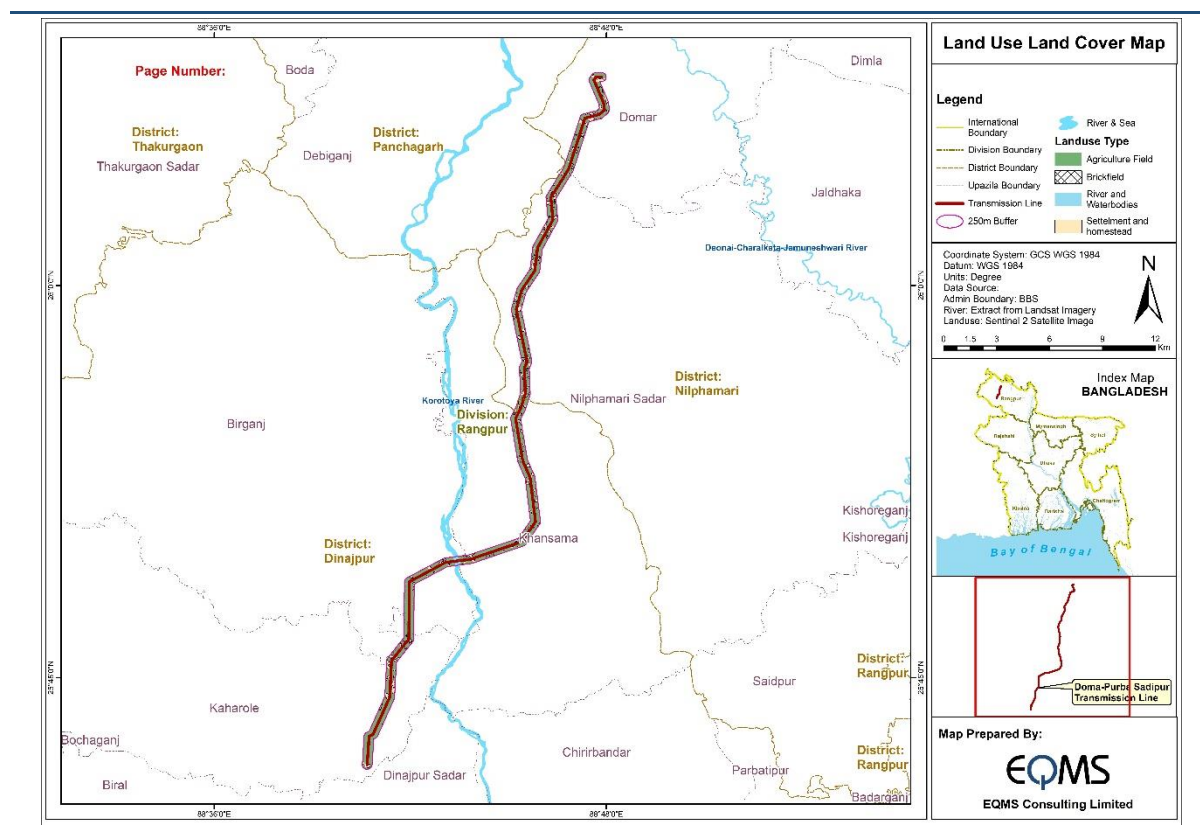 88°36'0"E
88°48'0"E
Page Number:
Boda
Dimla
Domar
District:
Thakurgaon
District:
Panchagarh
Debiganj
Thakurgaon Sadar
Jaldhaka
Deonai-Charalkata-Jamuneshwari River
26°0'0"N
26°0'0"N
District:
Nilphamari
Nilphamari Sadar
Korotoya River
Division:
Rangpur
Birganj
Kishoreganj
Kishoreganj
Khansama
District:
Dinajpur
District:
Rangpur
25°45'0"N
25°45'0"N
Saidpur
Kaharole
Bochaganj
Chirirbandar
District:
Rangpur
Dinajpur Sadar
Parbatipur
Biral
Badarganj
88°36'0"E
88°48'0"E
Land Use Land Cover Map
Legend
International
Boundary
Division Boundary
District Boundary
Upazila Boundary
Transmission Line
250m Buffer
River & Sea
Landuse Type
Agriculture Field
Brickfield
River and
Waterbodies
Settelment and
homestead
Coordinate System: GCS WGS 1984
Datum: WGS 1984
Units: Degree
Data Source:
Admin Boundary: BBS
River: Extract from Landsat Imagery
Landuse: Sentinel 2 Satellite Image
N
0 1.5 3 6 9 12
Km
Index Map
BANGLADESH
Rangpur
Bay of Bengal
Doma-Purba Sadipur
Transmission Line
Map Prepared By:
EQMS
EQMS Consulting Limited